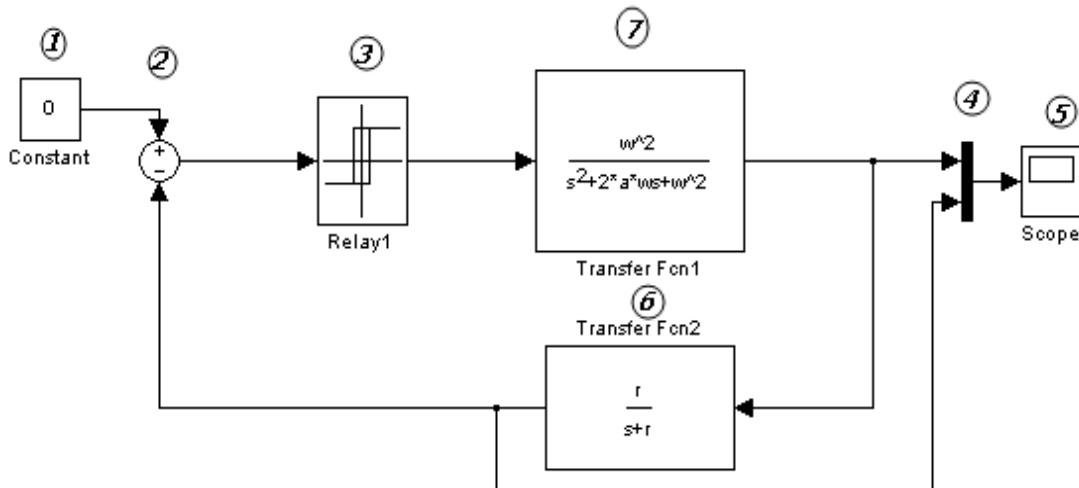 1
2
3
7
4
5
0
Constant
+
−
Relay1
w^2
s^2+2*a*ws+w^2
Transfer Fcn1
Scope
6
Transfer Fcn2
r
s+r